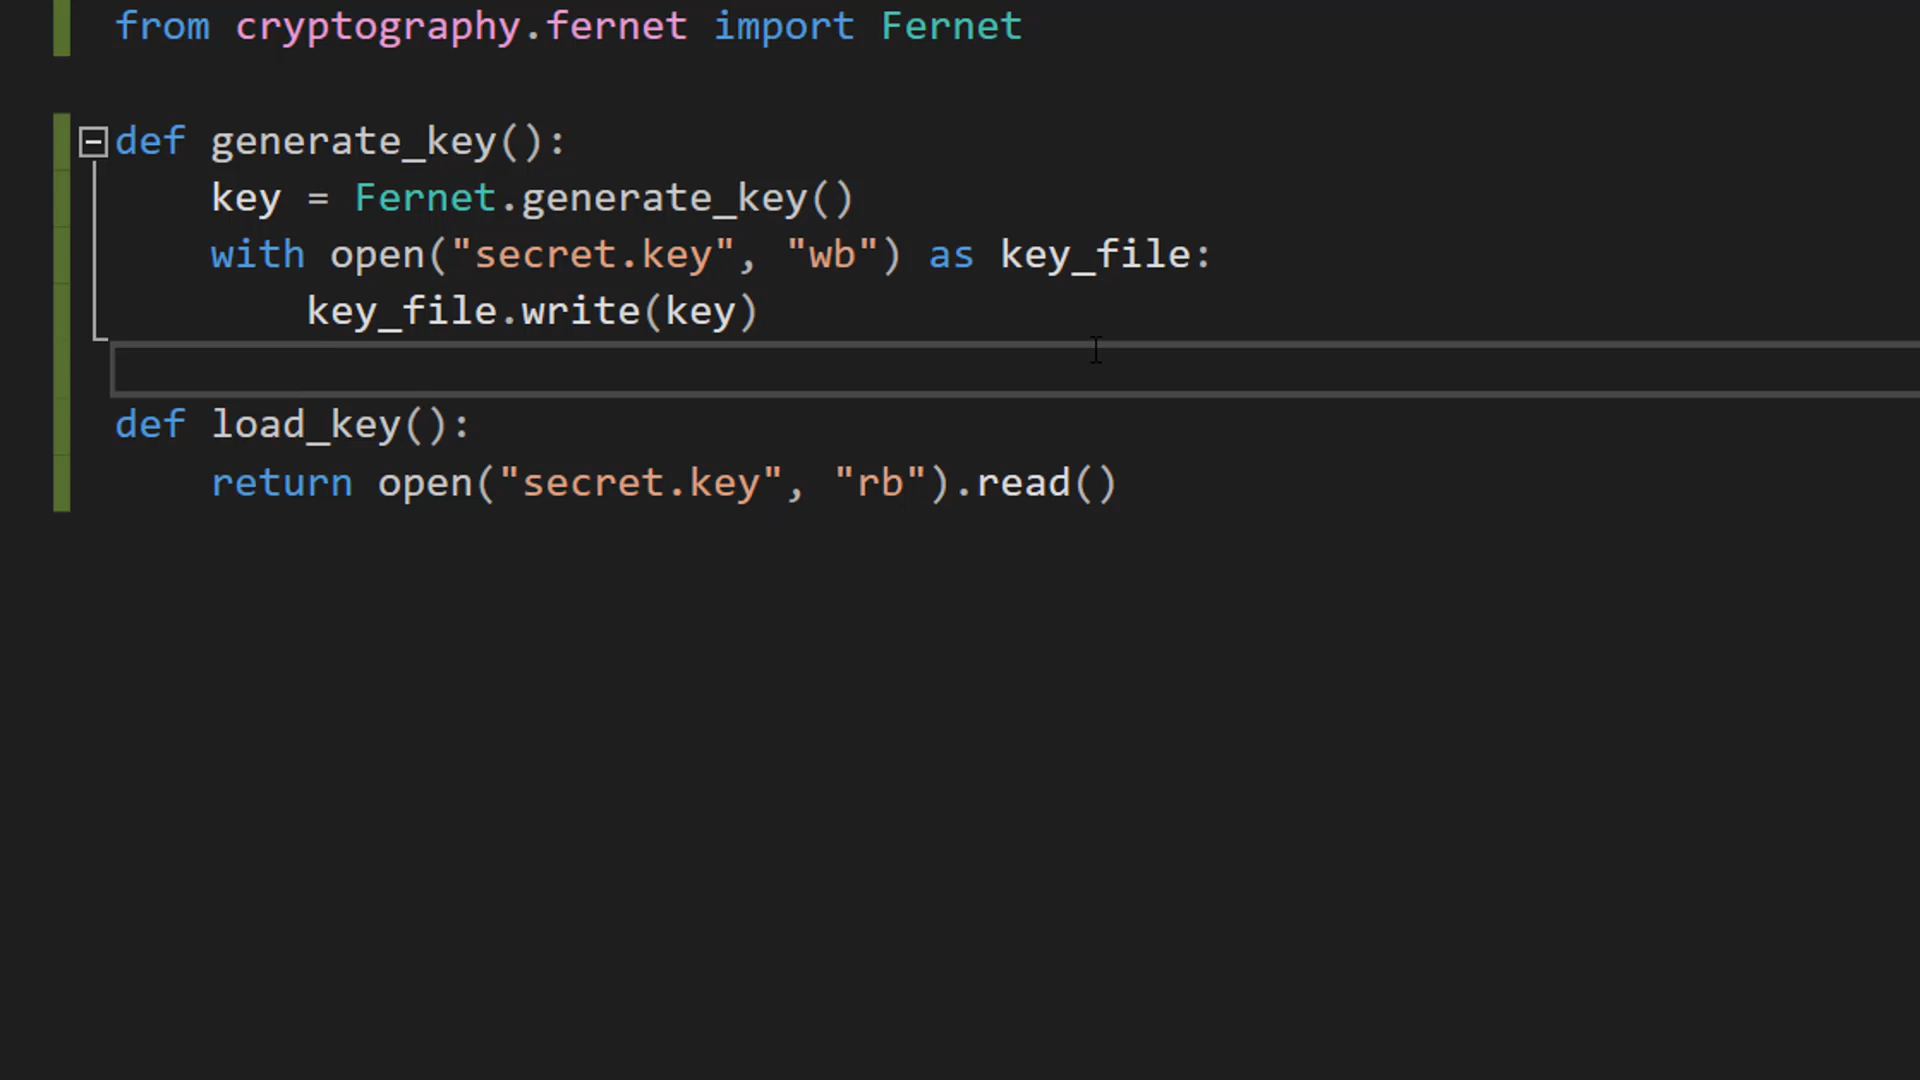 from cryptography.fernet import Fernet
def generate_key():
    key = Fernet.generate_key()
    with open("secret.key", "wb") as key_file:
        key_file.write(key)
def load_key():
    return open("secret.key", "rb").read()